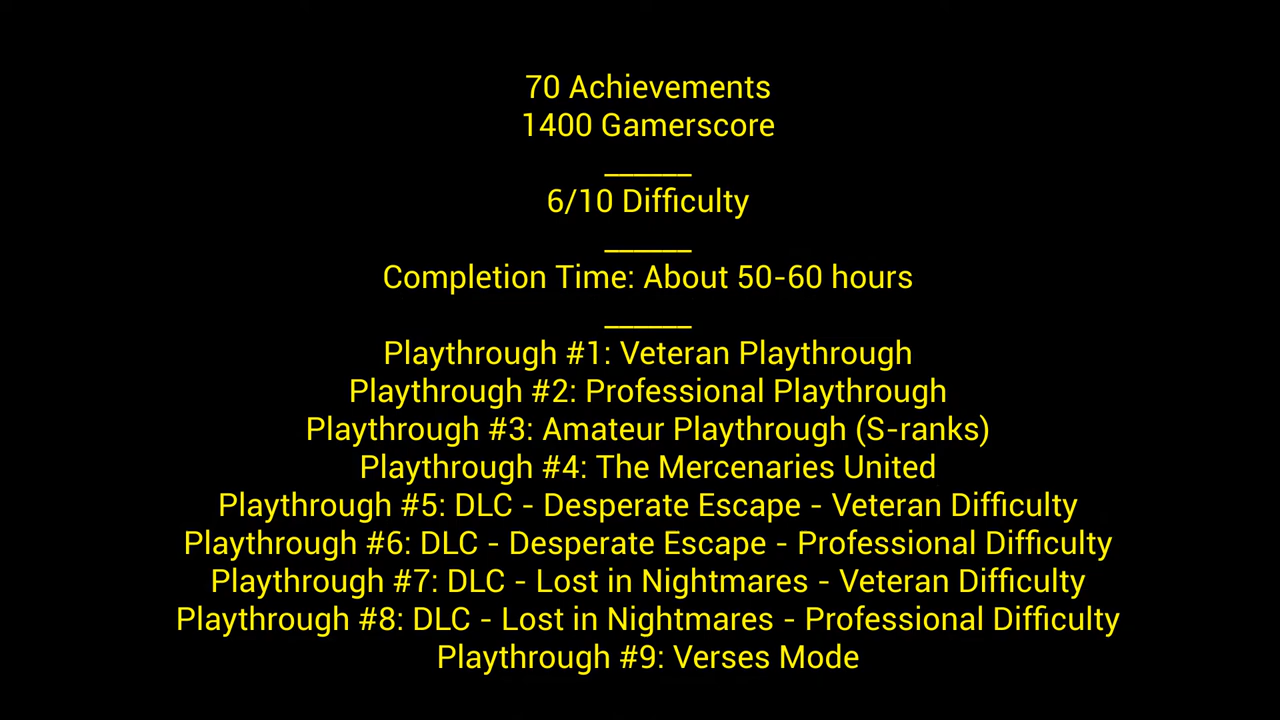 70 Achievements
1400 Gamerscore
______
6/10 Difficulty
______
Completion Time: About 50-60 hours
______
Playthrough #1: Veteran Playthrough
Playthrough #2: Professional Playthrough
Playthrough #3: Amateur Playthrough (S-ranks)
Playthrough #4: The Mercenaries United
Playthrough #5: DLC - Desperate Escape - Veteran Difficulty
Playthrough #6: DLC - Desperate Escape - Professional Difficulty
Playthrough #7: DLC - Lost in Nightmares - Veteran Difficulty
Playthrough #8: DLC - Lost in Nightmares - Professional Difficulty
Playthrough #9: Verses Mode